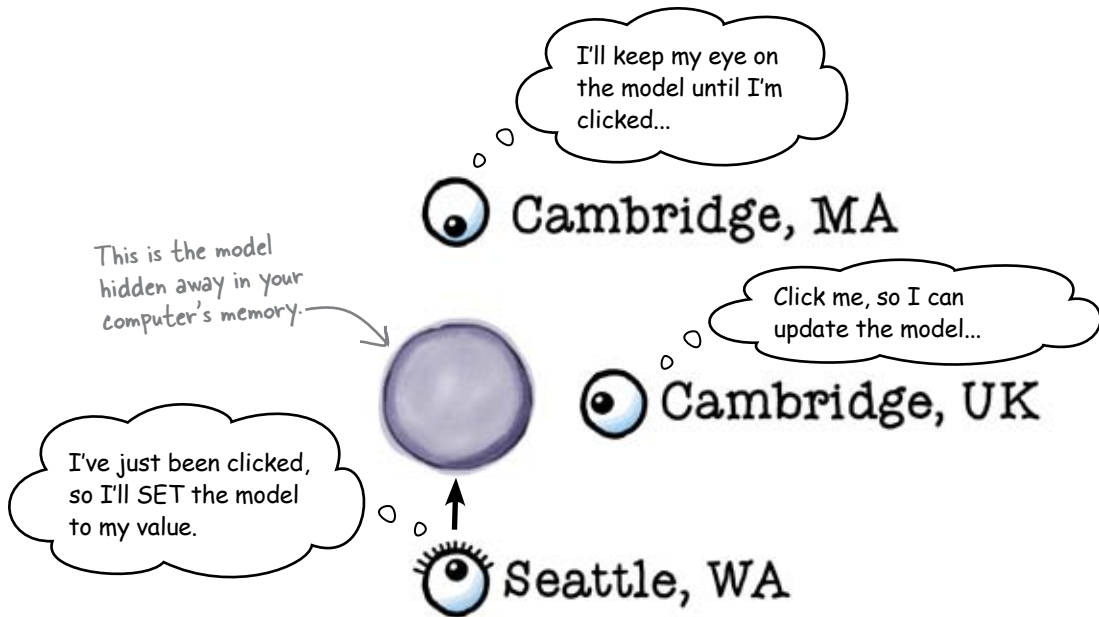 I'll keep my eye on
the model until I'm
clicked...
Cambridge, MA
This is the model
hidden away in your
computer's memory.
Click me, so I can
update the model...
Cambridge, UK
I've just been clicked,
so I'll SET the model
to my value.
Seattle, WA